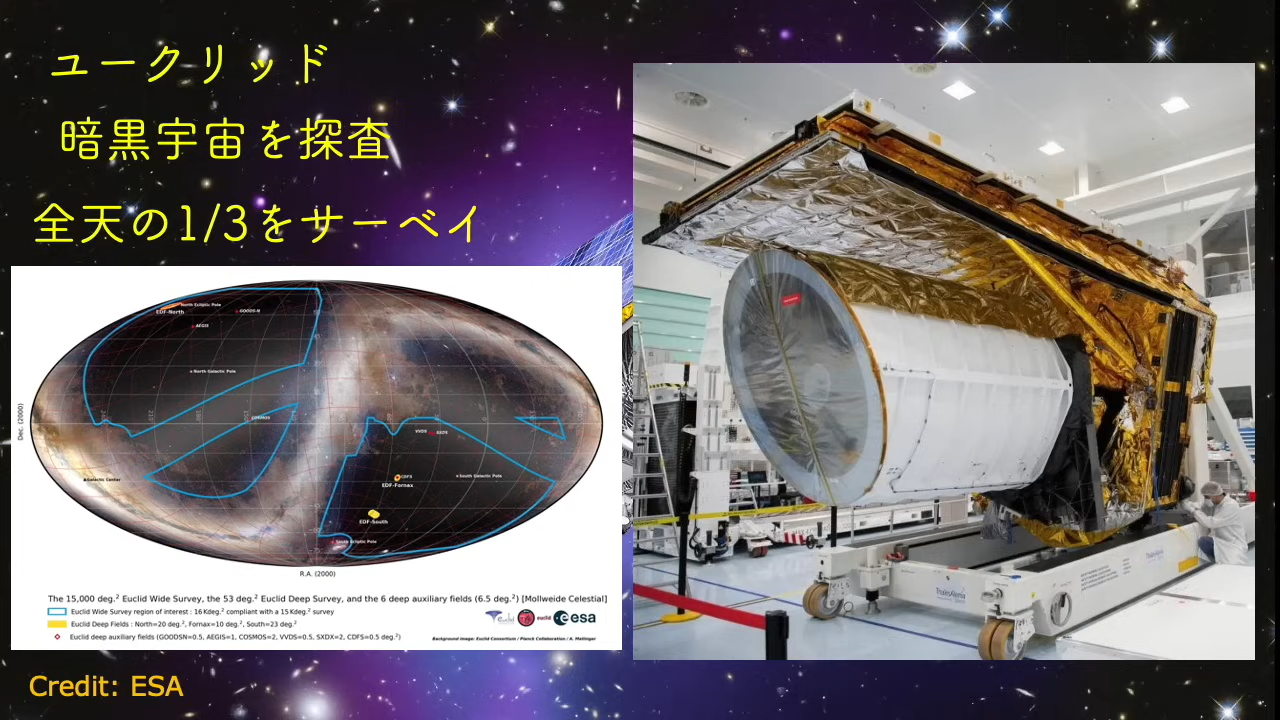 ユークリッド
暗黒宇宙を探査
全天の1/3をサーベイ
North Ecliptic Pole
EDF-North
GOODS-N
AEGIS
North Galactic Pole
COSMOS
VVDS
SXDS
Galactic Center
CDFS
South Galactic Pole
EDF-Fornax
EDF-South
South Ecliptic Pole
Dec. (2000)
R.A. (2000)
The 15,000 deg.² Euclid Wide Survey, the 53 deg.² Euclid Deep Survey, and the 6 deep auxiliary fields (6.5 deg.²) [Mollweide Celestial]
Euclid Wide Survey region of interest : 16 Kdeg.² compliant with a 15 Kdeg.² survey
Euclid Deep Fields : North=20 deg.², Fornax=10 deg.², South=23 deg.²
Euclid deep auxiliary fields (GOODSN=0.5, AEGIS=1, COSMOS=2, VVDS=0.5, SXDX=2, CDFS=0.5 deg.²)
euclid
esa
Background image: Euclid Consortium / Planck Collaboration / A. Mellinger
ThalesAlenia
Space
Credit: ESA